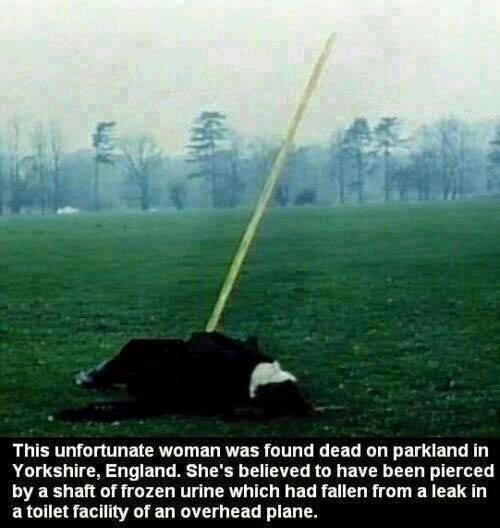 This unfortunate woman was found dead on parkland in
Yorkshire, England. She's believed to have been pierced
by a shaft of frozen urine which had fallen from a leak in
a toilet facility of an overhead plane.